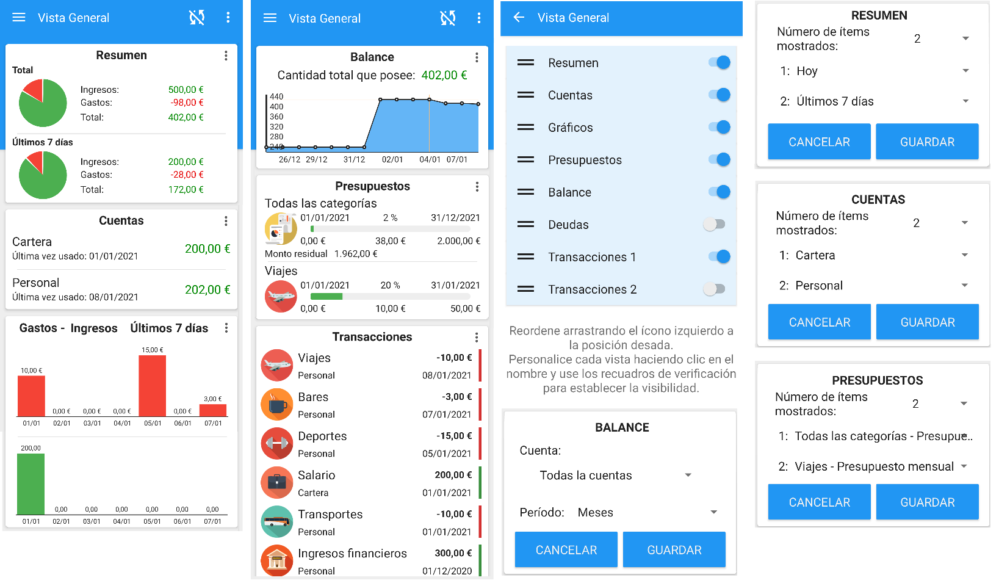 Vista General
Resumen
Total
Ingresos: 500,00 €
Gastos: -98,00 €
Total: 402,00 €
Últimos 7 días
Ingresos: 200,00 €
Gastos: -28,00 €
Total: 172,00 €
Cuentas
Cartera
Última vez usado: 01/01/2021
200,00 €
Personal
Última vez usado: 08/01/2021
202,00 €
Gastos - Ingresos Últimos 7 días
10,00 € 0,00 € 0,00 € 0,00 € 15,00 € 0,00 € 3,00 €
01/01 02/01 03/01 04/01 05/01 06/01 07/01
200,00 0,00 0,00 0,00 0,00 0,00 0,00
01/01 02/01 03/01 04/01 05/01 06/01 07/01
Vista General
Balance
Cantidad total que posee: 402,00 €
440
400
360
320
280
240
26/12 29/12 31/12 02/01 04/01 07/01
Presupuestos
Todas las categorías
01/01/2021 2 % 31/12/2021
0,00 € 38,00 € 2.000,00 €
Monto residual 1.962,00 €
Viajes
01/01/2021 20 % 31/01/2021
0,00 € 10,00 € 50,00 €
Transacciones
Viajes -10,00 €
Personal 08/01/2021
Bares -3,00 €
Personal 07/01/2021
Deportes -15,00 €
Personal 05/01/2021
Salario 200,00 €
Cartera 01/01/2021
Transportes -10,00 €
Personal 01/01/2021
Ingresos financieros 300,00 €
Personal 01/12/2020
Vista General
Resumen
Cuentas
Gráficos
Presupuestos
Balance
Deudas
Transacciones 1
Transacciones 2
Reordene arrastrando el ícono izquierdo a
la posición desada.
Personalice cada vista haciendo clic en el
nombre y use los recuadros de verificación
para establecer la visibilidad.
BALANCE
Cuenta:
Todas la cuentas
Período: Meses
CANCELAR GUARDAR
RESUMEN
Número de ítems
mostrados:
2
1: Hoy
2: Últimos 7 días
CANCELAR GUARDAR
CUENTAS
Número de ítems
mostrados:
2
1: Cartera
2: Personal
CANCELAR GUARDAR
PRESUPUESTOS
Número de ítems
mostrados:
2
1: Todas las categorías - Presupue..
2: Viajes - Presupuesto mensual
CANCELAR GUARDAR